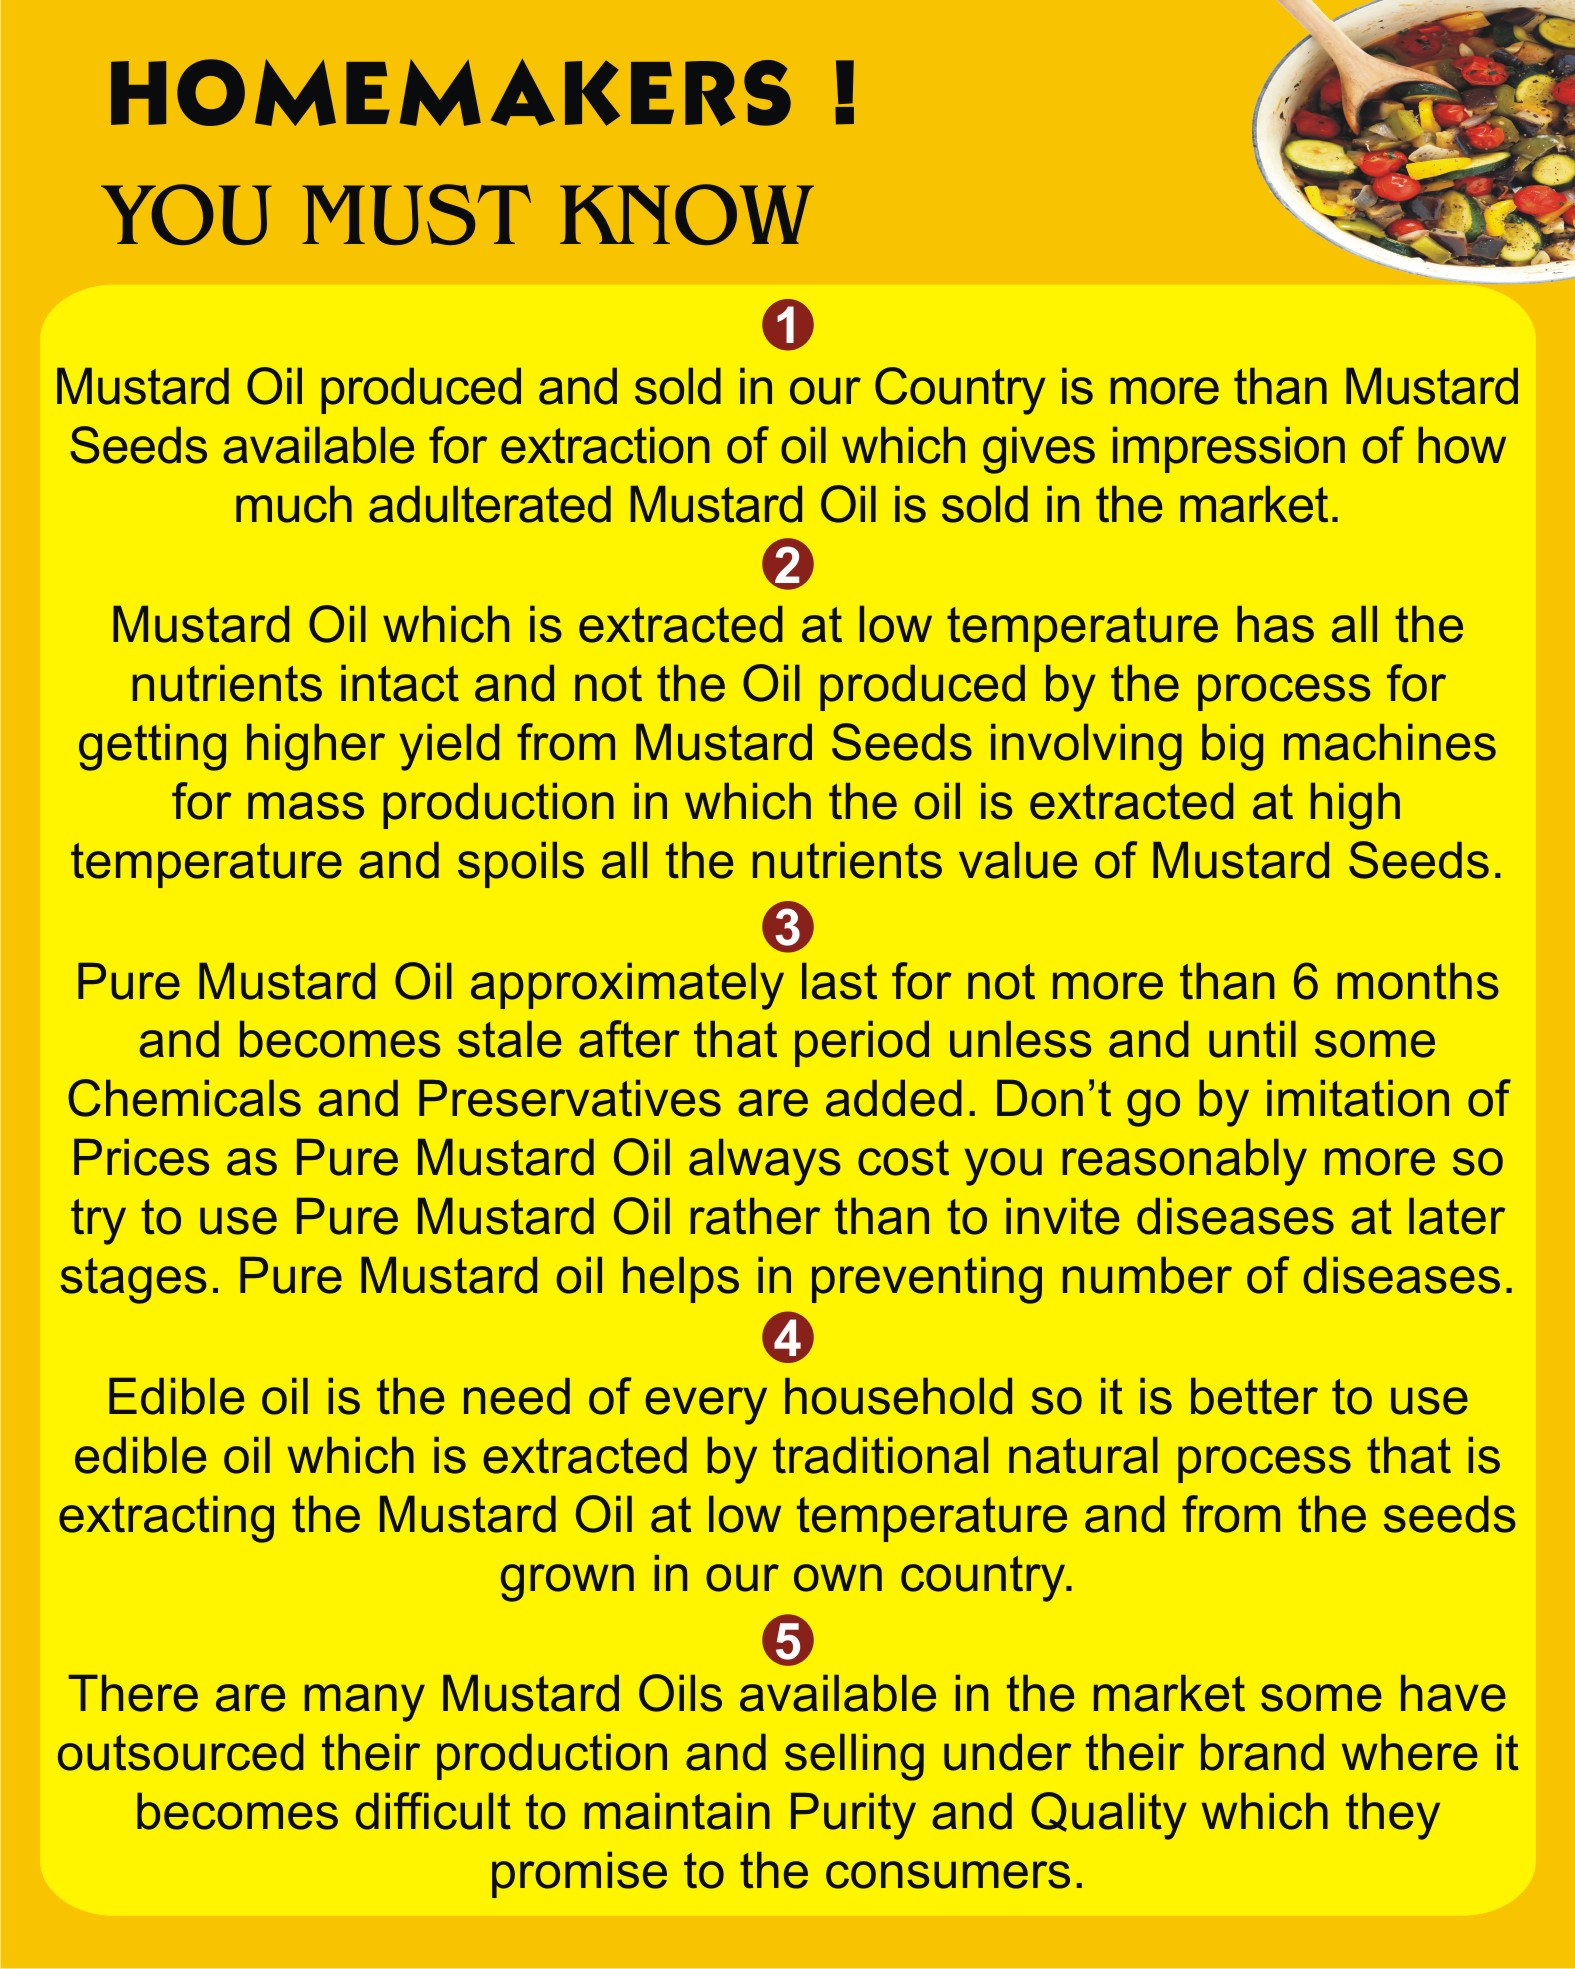 HOMEMAKERS !
YOU MUST KNOW
1
Mustard Oil produced and sold in our Country is more than Mustard
Seeds available for extraction of oil which gives impression of how
much adulterated Mustard Oil is sold in the market.
2
Mustard Oil which is extracted at low temperature has all the
nutrients intact and not the Oil produced by the process for
getting higher yield from Mustard Seeds involving big machines
for mass production in which the oil is extracted at high
temperature and spoils all the nutrients value of Mustard Seeds.
3
Pure Mustard Oil approximately last for not more than 6 months
and becomes stale after that period unless and until some
Chemicals and Preservatives are added. Don’t go by imitation of
Prices as Pure Mustard Oil always cost you reasonably more so
try to use Pure Mustard Oil rather than to invite diseases at later
stages. Pure Mustard oil helps in preventing number of diseases.
4
Edible oil is the need of every household so it is better to use
edible oil which is extracted by traditional natural process that is
extracting the Mustard Oil at low temperature and from the seeds
grown in our own country.
5
There are many Mustard Oils available in the market some have
outsourced their production and selling under their brand where it
becomes difficult to maintain Purity and Quality which they
promise to the consumers.